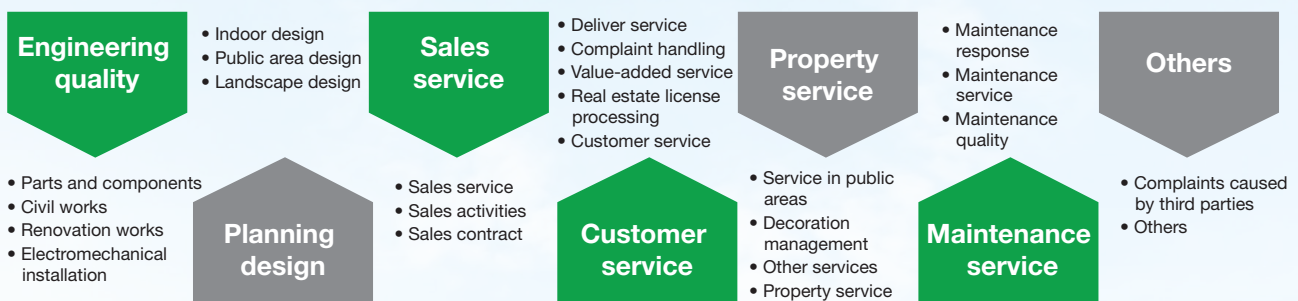 Engineering
quality
• Parts and components
• Civil works
• Renovation works
• Electromechanical
installation
• Indoor design
• Public area design
• Landscape design
Planning
design
Sales
service
• Sales service
• Sales activities
• Sales contract
• Deliver service
• Complaint handling
• Value-added service
• Real estate license
processing
• Customer service
Customer
service
Property
service
• Service in public
areas
• Decoration
management
• Other services
• Property service
• Maintenance
response
• Maintenance
service
• Maintenance
quality
Maintenance
service
Others
• Complaints caused
by third parties
• Others